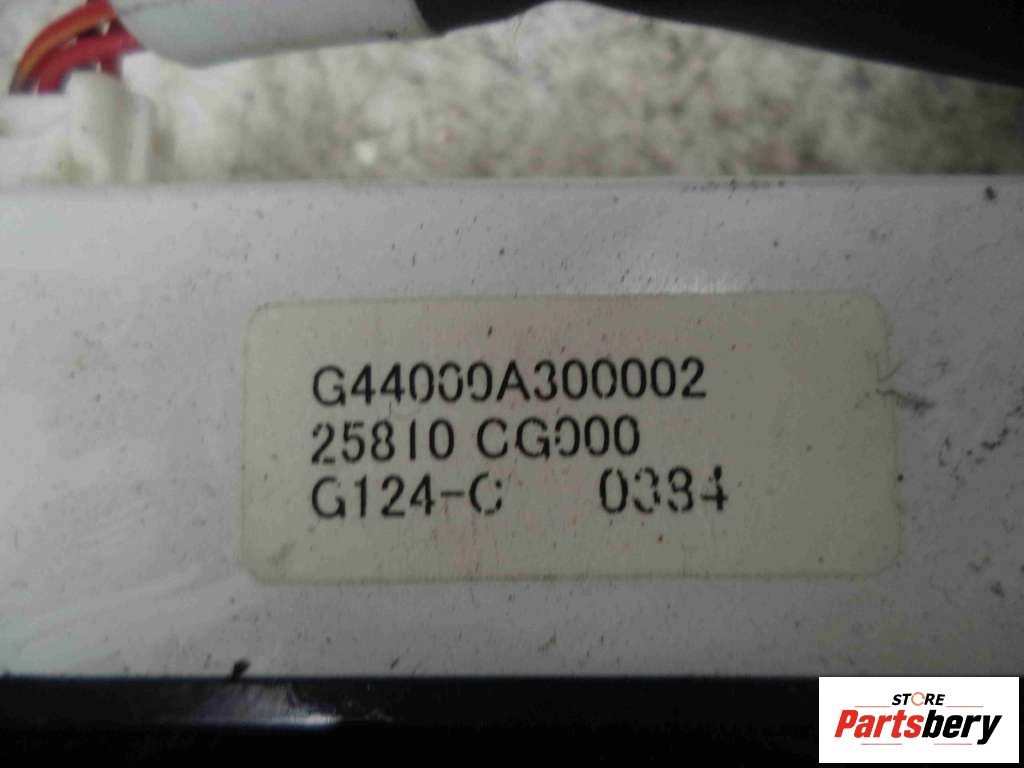 G44000A300002
25810 CG000
G124-C 0384
STORE
Partsbery